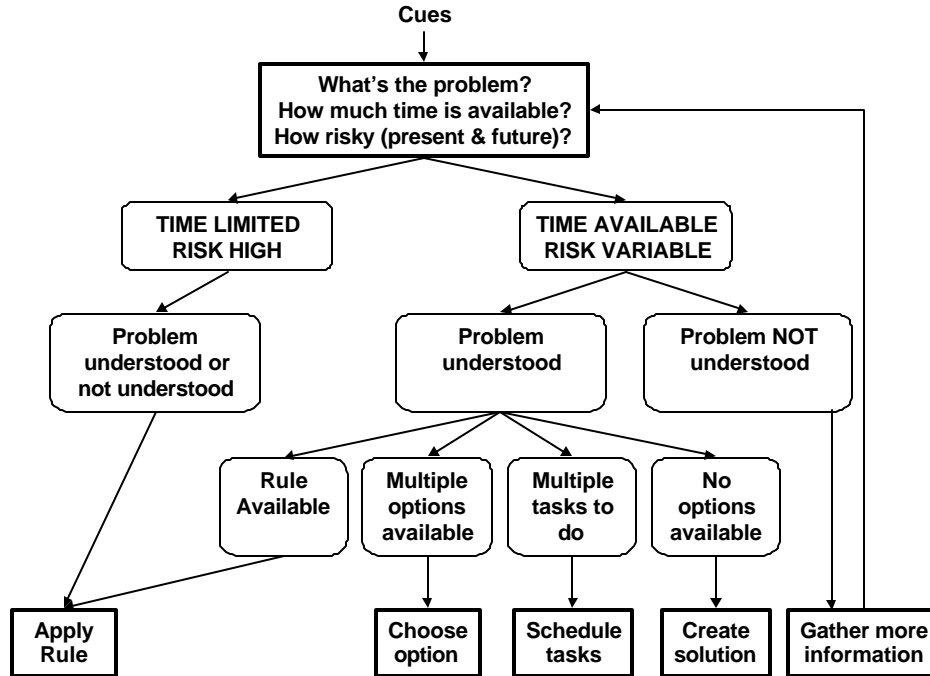 Cues
What's the problem?
How much time is available?
How risky (present & future)?
TIME LIMITED
RISK HIGH
TIME AVAILABLE
RISK VARIABLE
Problem
understood or
not understood
Problem
understood
Problem NOT
understood
Rule
Available
Multiple
options
available
Multiple
tasks to
do
No
options
available
Apply
Rule
Choose
option
Schedule
tasks
Create
solution
Gather more
information